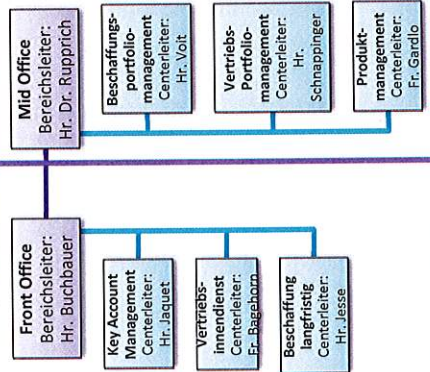 Front Office
Bereichsleiter:
Hr. Buchbauer
Key Account
Management
Centerleiter:
Hr. Jaquet
Vertriebs-
innendienst
Centerleiter:
Fr. Bagehorn
Beschaffung
langfristig
Centerleiter:
Hr. Jesse
Mid Office
Bereichsleiter:
Hr. Dr. Rupprich
Beschaffungs-
portfolio-
management
Centerleiter:
Hr. Voit
Vertriebs-
Portfolio-
management
Centerleiter:
Hr.
Schnappinger
Produkt-
management
Centerleiter:
Fr. Gardlo